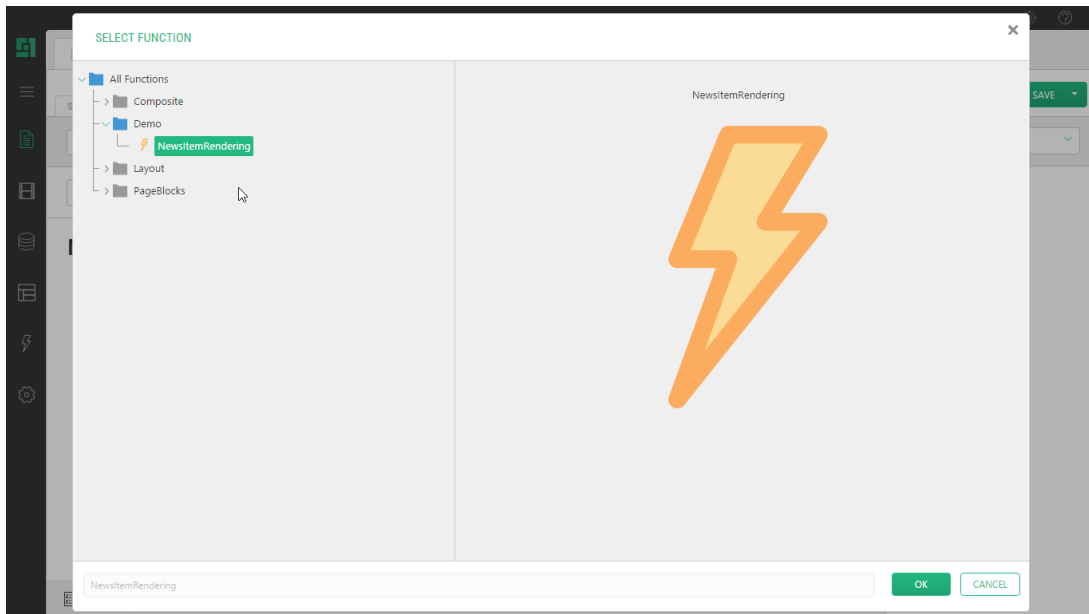 SELECT FUNCTION
All Functions
Composite
Demo
NewsItemRendering
Layout
PageBlocks
NewsItemRendering
SAVE
NewsItemRendering
OK
CANCEL